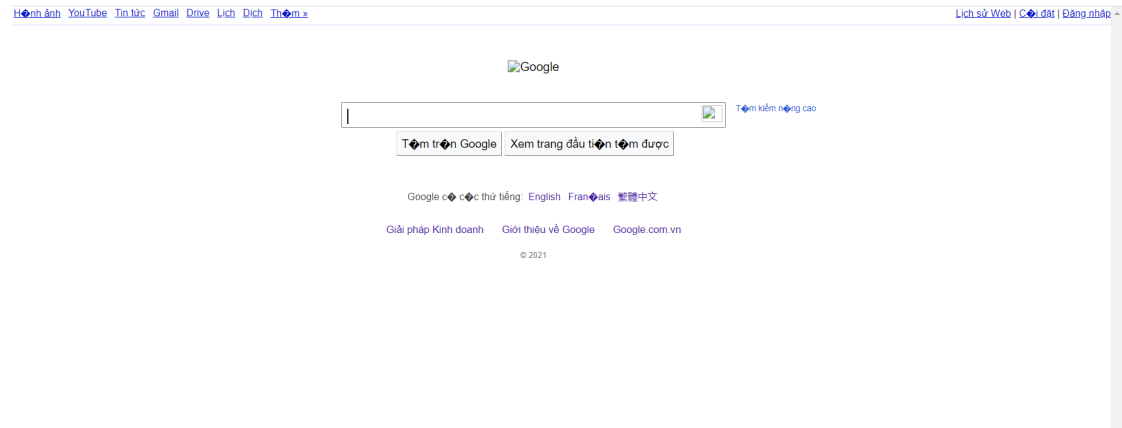 H�nh ảnh YouTube Tin tức Gmail Drive Lịch Dịch Th�m » Lịch sử Web | C�i đặt | Đăng nhập
Google
T�m kiếm n�ng cao
T�m tr�n Google Xem trang đầu ti�n t�m được
Google c� c�c thứ tiếng: English Fran�ais 繁體中文
Giải pháp Kinh doanh Giới thiệu về Google Google.com.vn
© 2021